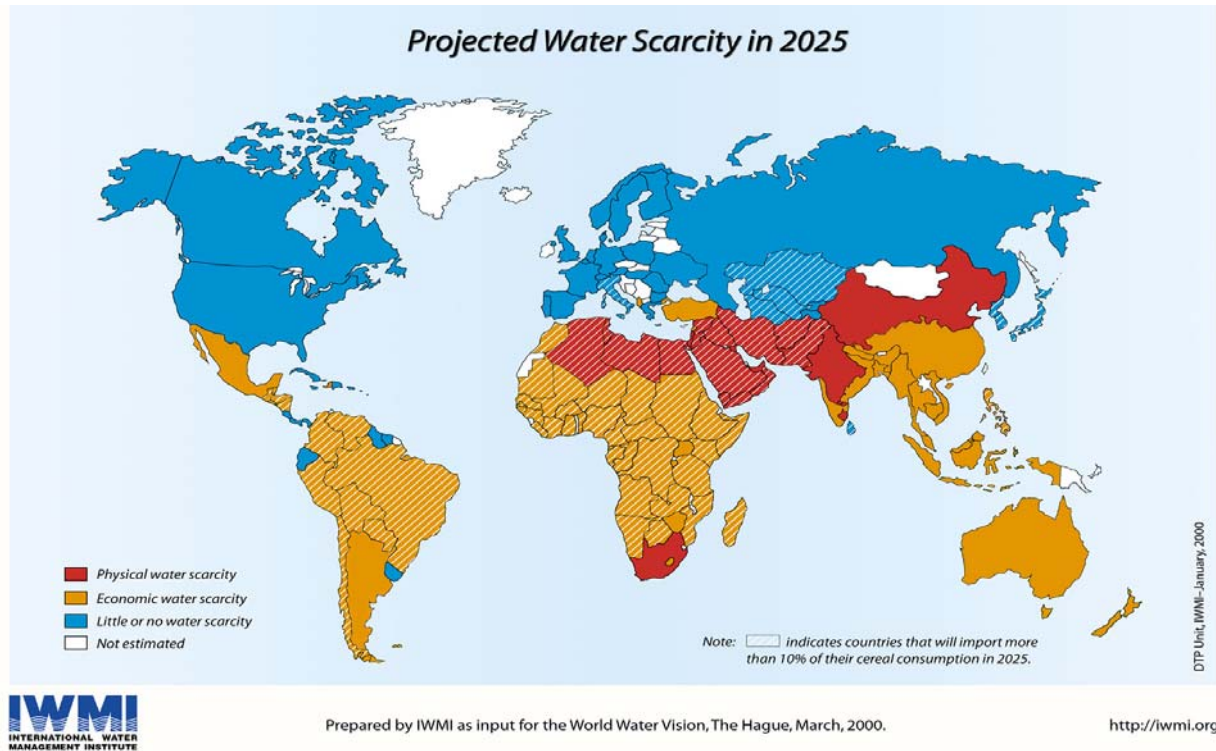 Projected Water Scarcity in 2025
Physical water scarcity
Economic water scarcity
Little or no water scarcity
Not estimated
Note: indicates countries that will import more
than 10% of their cereal consumption in 2025.
DTP Unit, IWMI–January, 2000
IWMI
INTERNATIONAL WATER
MANAGEMENT INSTITUTE
Prepared by IWMI as input for the World Water Vision, The Hague, March, 2000.
http://iwmi.org